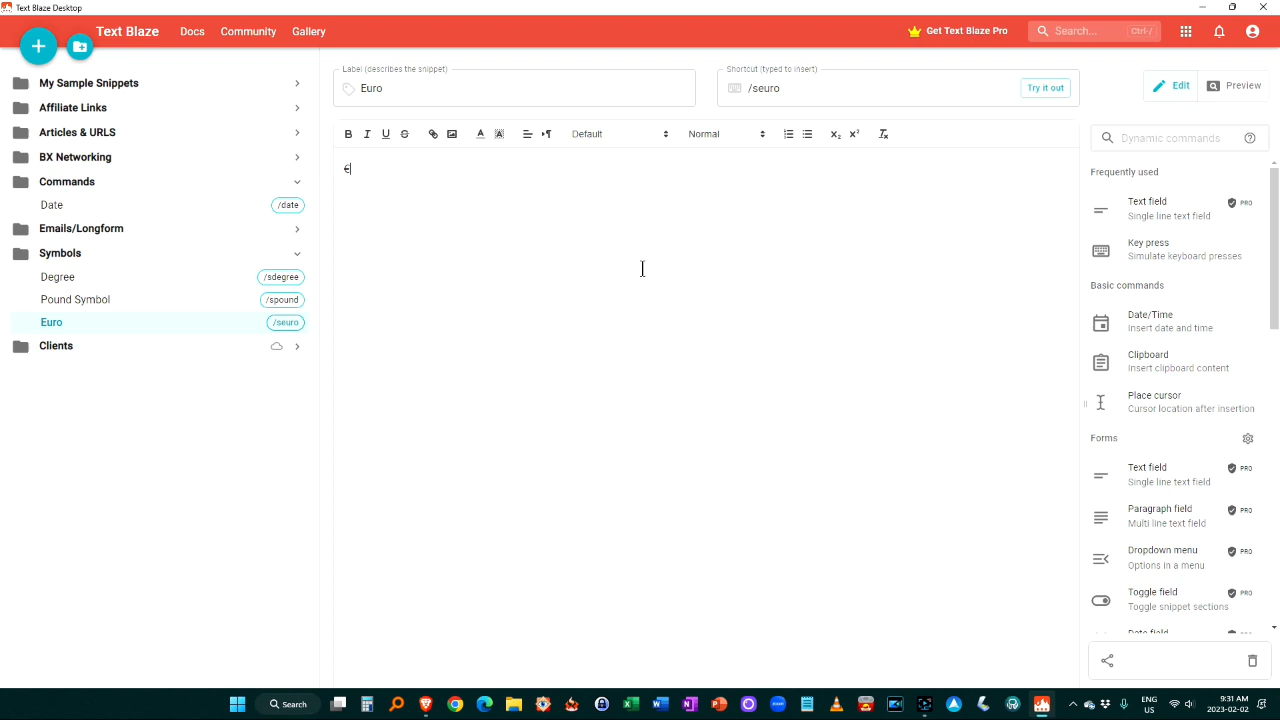 Text Blaze Desktop
Text Blaze
Docs
Community
Gallery
Get Text Blaze Pro
Search...
Ctrl-/
My Sample Snippets
Affiliate Links
Articles & URLS
BX Networking
Commands
Date
/date
Emails/Longform
Symbols
Degree
/sdegree
Pound Symbol
/spound
Euro
/seuro
Clients
Label (describes the snippet)
Euro
Shortcut (typed to insert)
/seuro
Try it out
Edit
Preview
B I U S
Default
Normal
€
Dynamic commands
Frequently used
Text field
PRO
Single line text field
Key press
Simulate keyboard presses
Basic commands
Date/Time
Insert date and time
Clipboard
Insert clipboard content
Place cursor
Cursor location after insertion
Forms
Text field
PRO
Single line text field
Paragraph field
PRO
Multi line text field
Dropdown menu
PRO
Options in a menu
Toggle field
PRO
Toggle snippet sections
Search
ENG
US
9:31 AM
2023-02-02